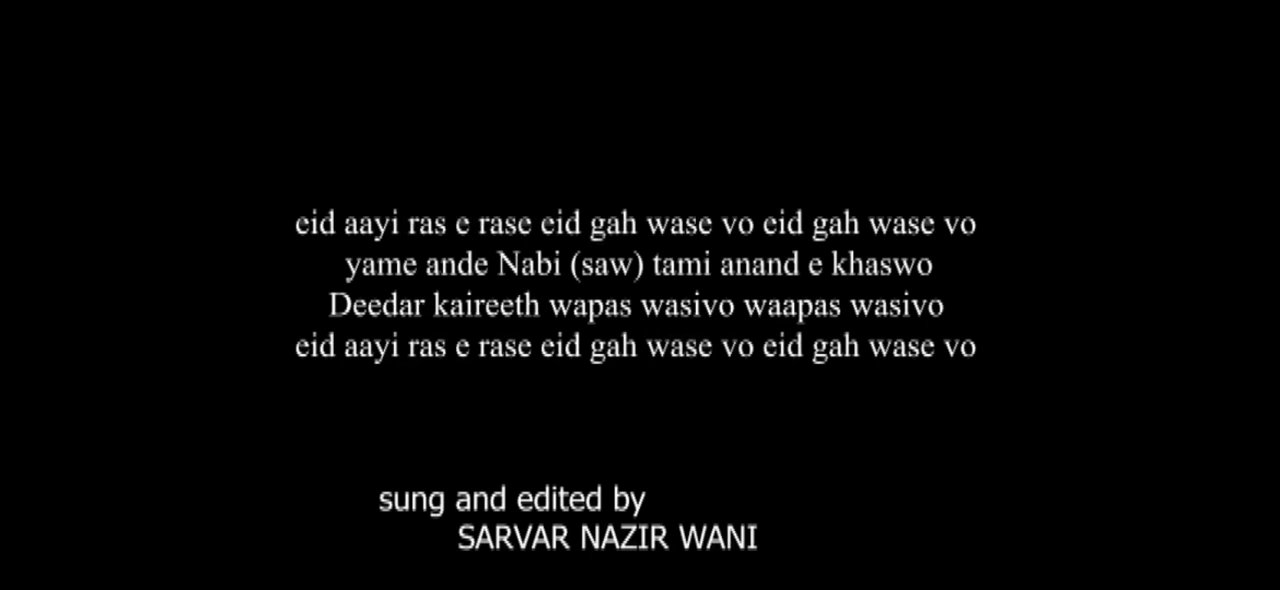 eid aayi ras e rase eid gah wase vo eid gah wase vo
yame ande Nabi (saw) tami anand e khaswo
Deedar kaireeth wapas wasivo waapas wasivo
eid aayi ras e rase eid gah wase vo eid gah wase vo
sung and edited by
SARVAR NAZIR WANI